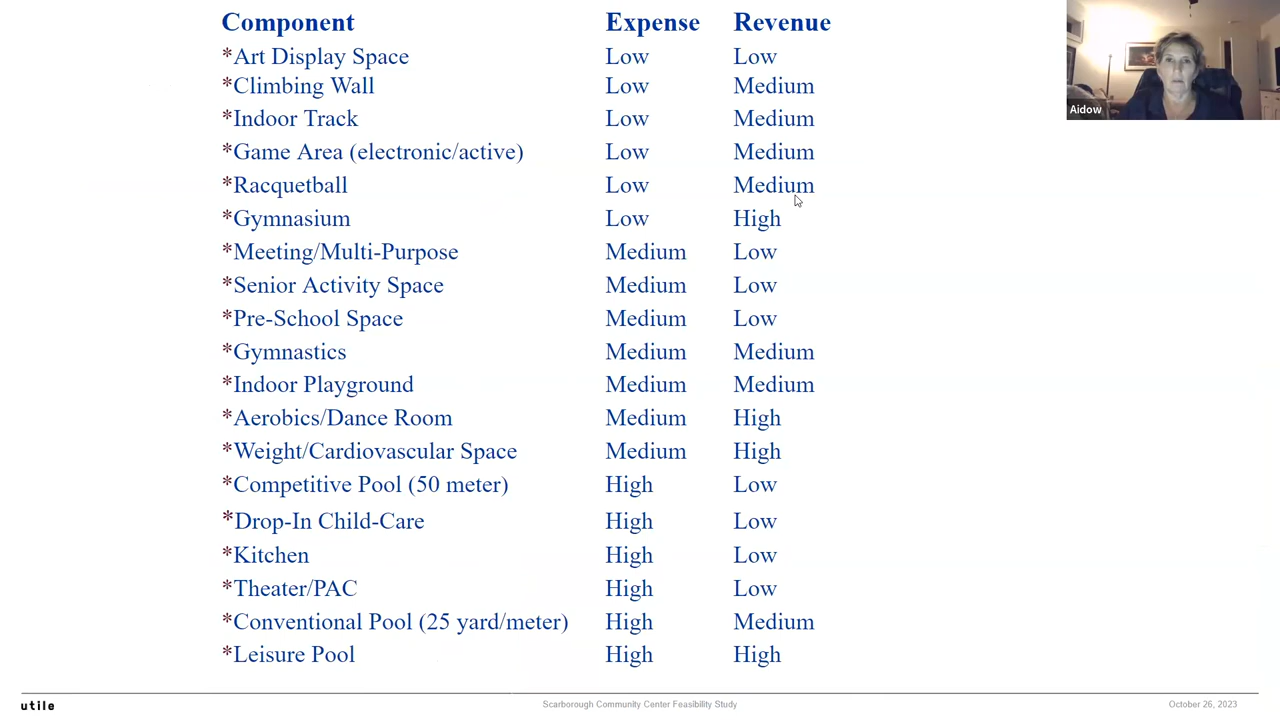 Component Expense Revenue
*Art Display Space Low Low
*Climbing Wall Low Medium
*Indoor Track Low Medium
*Game Area (electronic/active) Low Medium
*Racquetball Low Medium
*Gymnasium Low High
*Meeting/Multi-Purpose Medium Low
*Senior Activity Space Medium Low
*Pre-School Space Medium Low
*Gymnastics Medium Medium
*Indoor Playground Medium Medium
*Aerobics/Dance Room Medium High
*Weight/Cardiovascular Space Medium High
*Competitive Pool (50 meter) High Low
*Drop-In Child-Care High Low
*Kitchen High Low
*Theater/PAC High Low
*Conventional Pool (25 yard/meter) High Medium
*Leisure Pool High High
Aidow
utile Scarborough Community Center Feasibility Study October 26, 2023